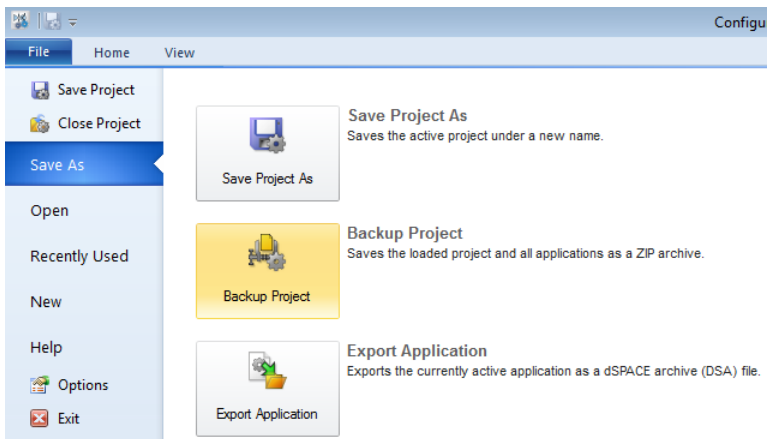 Configu
File Home View
Save Project
Close Project
Save As
Open
Recently Used
New
Help
Options
Exit
Save Project As
Save Project As
Saves the active project under a new name.
Backup Project
Backup Project
Saves the loaded project and all applications as a ZIP archive.
Export Application
Export Application
Exports the currently active application as a dSPACE archive (DSA) file.